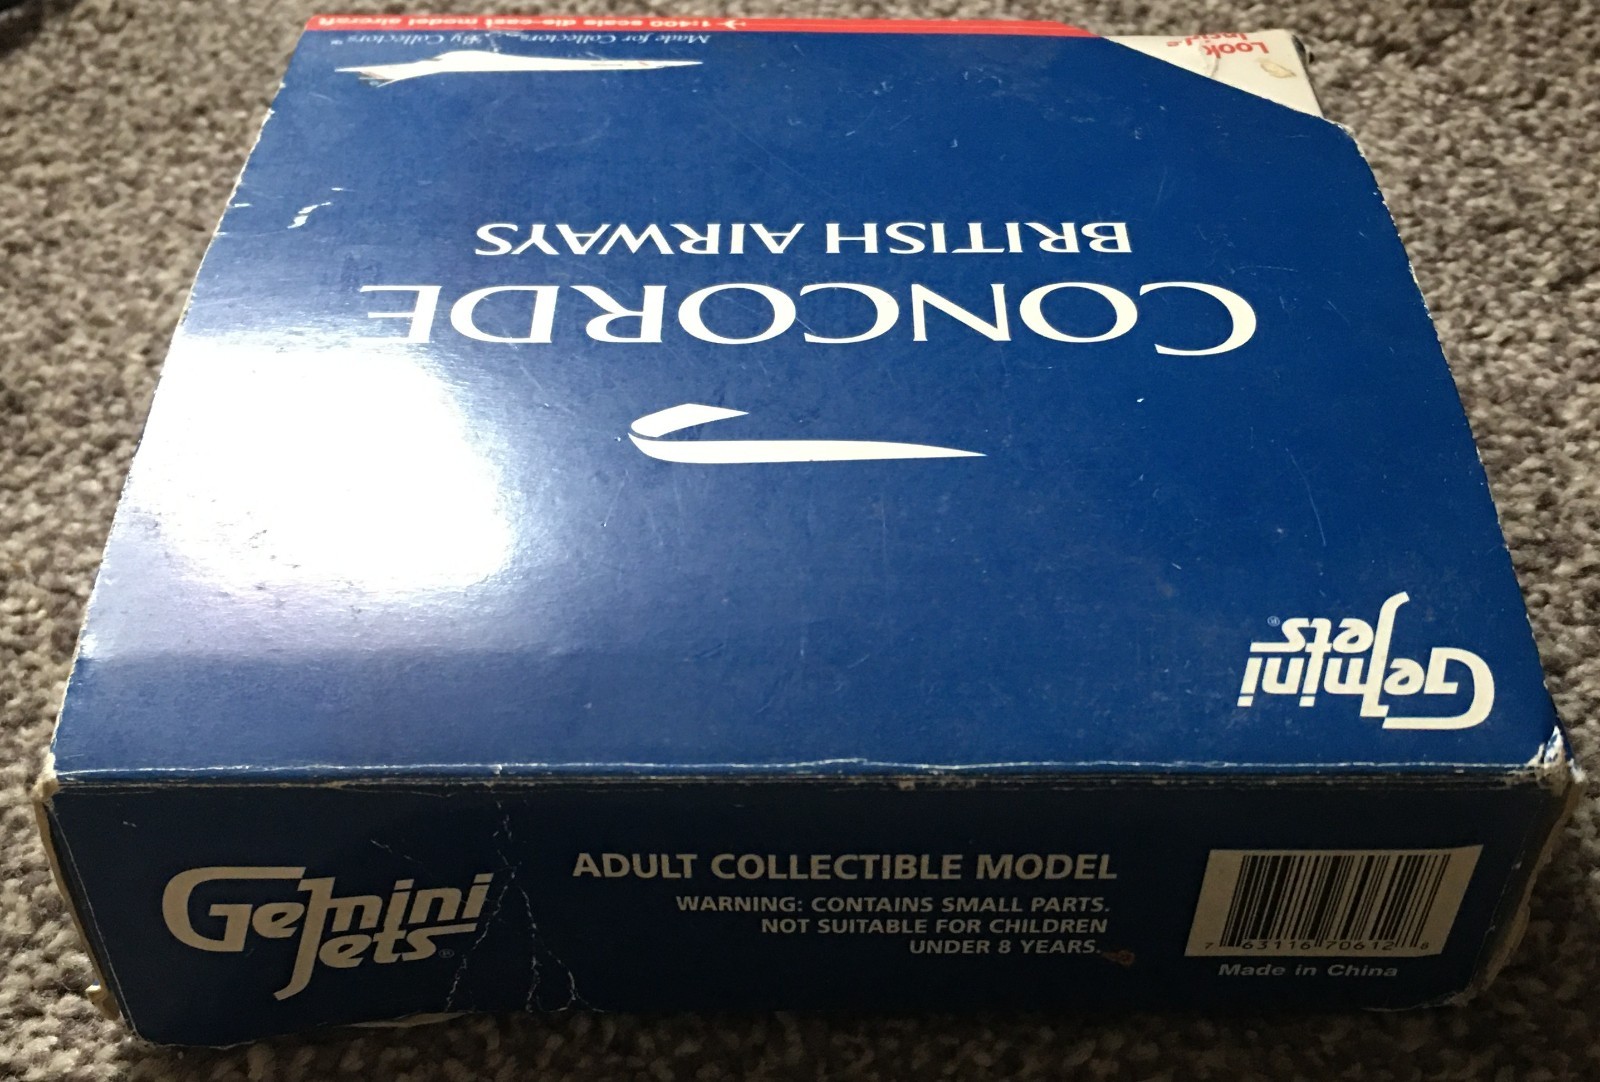 Gemini
Jets®
CONCORDE
BRITISH AIRWAYS
Made for Collectors... By Collectors™
1:400 scale die-cast model aircraft
Look
Inside
Gemini
Jets®
ADULT COLLECTIBLE MODEL
WARNING: CONTAINS SMALL PARTS.
NOT SUITABLE FOR CHILDREN
UNDER 8 YEARS.
7 63116 70612 8
Made in China